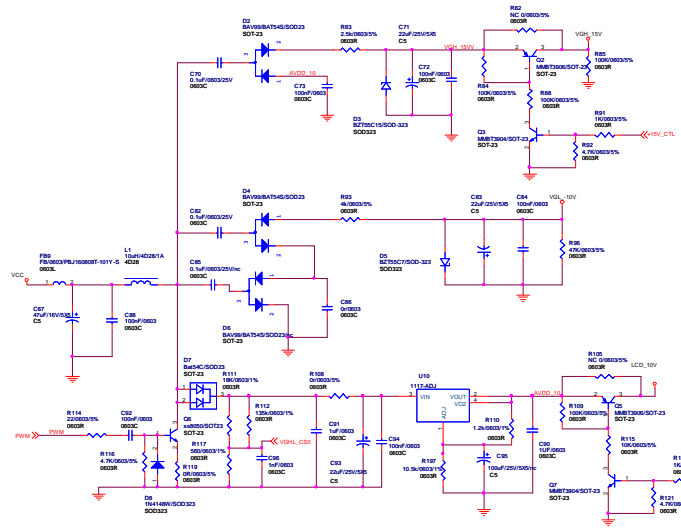 D2
BAV99/BAT54S/SOD23
SOT-23
R83
2.5k/0603/5%
0603R
C71
22uF/25V/5X5
C5
R82
NC 0/0603/5%
0603R
VGH_15V
VGH_15VV
C70
0.1uF/0603/25V
0603C
AVDD_10
C73
100nF/0603
0603C
C72
100nF/0603
0603C
Q2
MMBT3906/SOT-23
SOT-23
R85
100K/0603/5%
0603R
R84
100K/0603/5%
0603R
R88
100K/0603/5%
0603R
D3
BZT55C15/SOD-323
SOD323
Q3
MMBT3904/SOT-23
SOT-23
R91
1K/0603/5%
0603R
+15V_CTL
R92
4.7K/0603/5%
0603R
D4
BAV99/BAT54S/SOD23
SOT-23
R93
4k/0603/5%
0603R
C83
22uF/25V/5X5
C5
C84
100nF/0603
0603C
VGL_-10V
C82
0.1uF/0603/25V
0603C
D5
BZT55C7/SOD-323
SOD323
R96
47K/0603/5%
0603R
FB9
FB/0603/PBJ160808T-101Y-S
0603L
L1
10uH/4D28/1A
4D28
C85
0.1uF/0603/25V/nc
0603C
VCC
C87
47uF/16V/5X5
C5
C88
100nF/0603
0603C
C86
0r/0603
0603C
D6
BAV99/BAT54S/SOD23/nc
SOT-23
D7
Bat54C/SOT-23
SOT-23
R111
18K/0603/1%
0603R
R108
0r/0603/5%
0603R
U10
1117-ADJ
VIN
VOUT
VO2
ADJ
AVDD_10
R105
NC 0/0603/5%
0603R
LCD_10V
R112
135k/0603/1%
0603R
R109
100K/0603/5%
0603R
Q5
MMBT3906/SOT-23
SOT-23
R114
22/0603/5%
0603R
C92
100nF/0603
0603C
Q6
ss8050/SOT23
SOT-23
C91
1uF/0603
0603C
R110
1.2k/0603/1%
0603R
C90
1UF/0603
0603C
PWM
PWM
VGHL_CS0
R117
560/0603/1%
0603R
C94
100nF/0603
0603C
R115
10K/0603/5%
0603R
R116
4.7K/0603/5%
0603R
C96
1nF/0603
0603C
C93
22uF/25V/5X5
C5
R197
10.5k/0603/1%
0603R
C95
100uF/25V/5X5/nc
C5
R119
0R/0603/5%
0603R
Q7
MMBT3904/SOT-23
SOT-23
R121
4.7K
0603R
D8
1N4148W/SOD323
SOD323